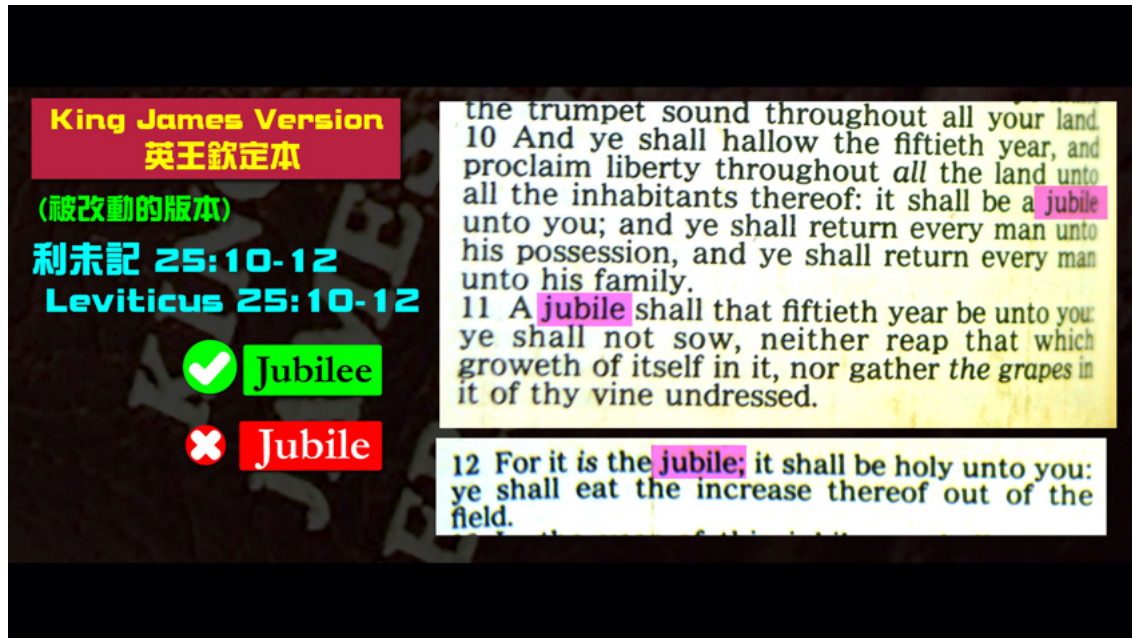 King James Version
英王欽定本
(被改動的版本)
利未記 25:10-12
Leviticus 25:10-12
Jubilee
Jubile
the trumpet sound throughout all your land.
10 And ye shall hallow the fiftieth year, and
proclaim liberty throughout all the land unto
all the inhabitants thereof: it shall be a jubile
unto you; and ye shall return every man unto
his possession, and ye shall return every man
unto his family.
11 A jubile shall that fiftieth year be unto you:
ye shall not sow, neither reap that which
groweth of itself in it, nor gather the grapes in
it of thy vine undressed.
12 For it is the jubile; it shall be holy unto you:
ye shall eat the increase thereof out of the
field.